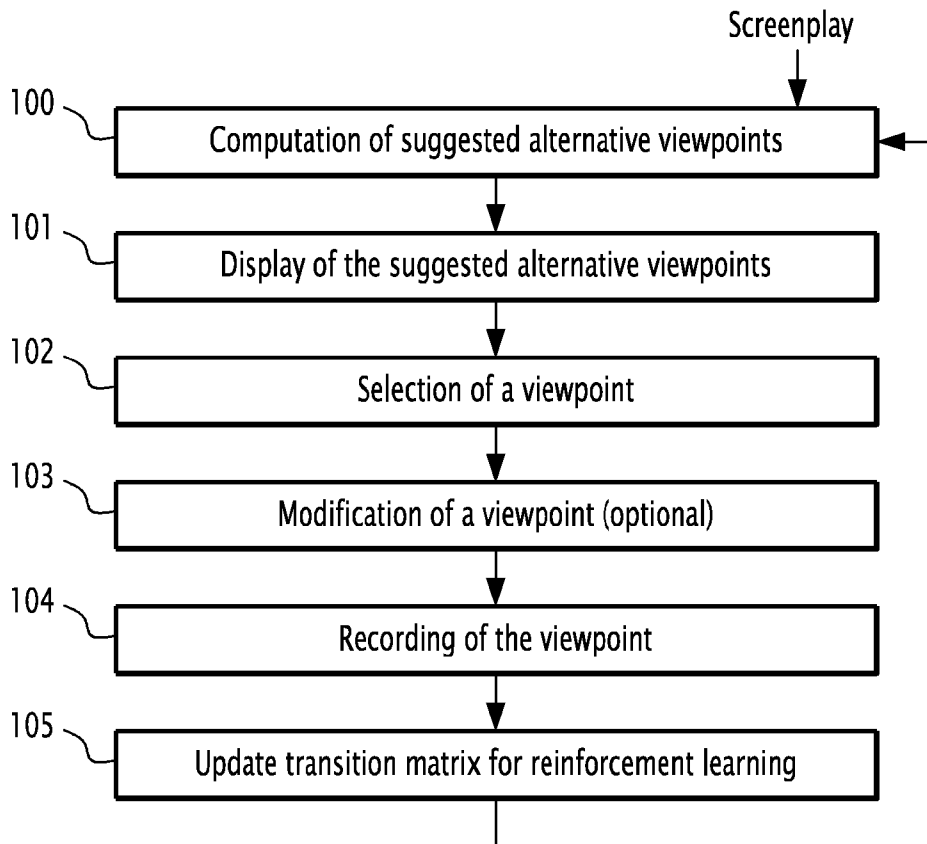 Screenplay
100
Computation of suggested alternative viewpoints
101
Display of the suggested alternative viewpoints
102
Selection of a viewpoint
103
Modification of a viewpoint (optional)
104
Recording of the viewpoint
105
Update transition matrix for reinforcement learning